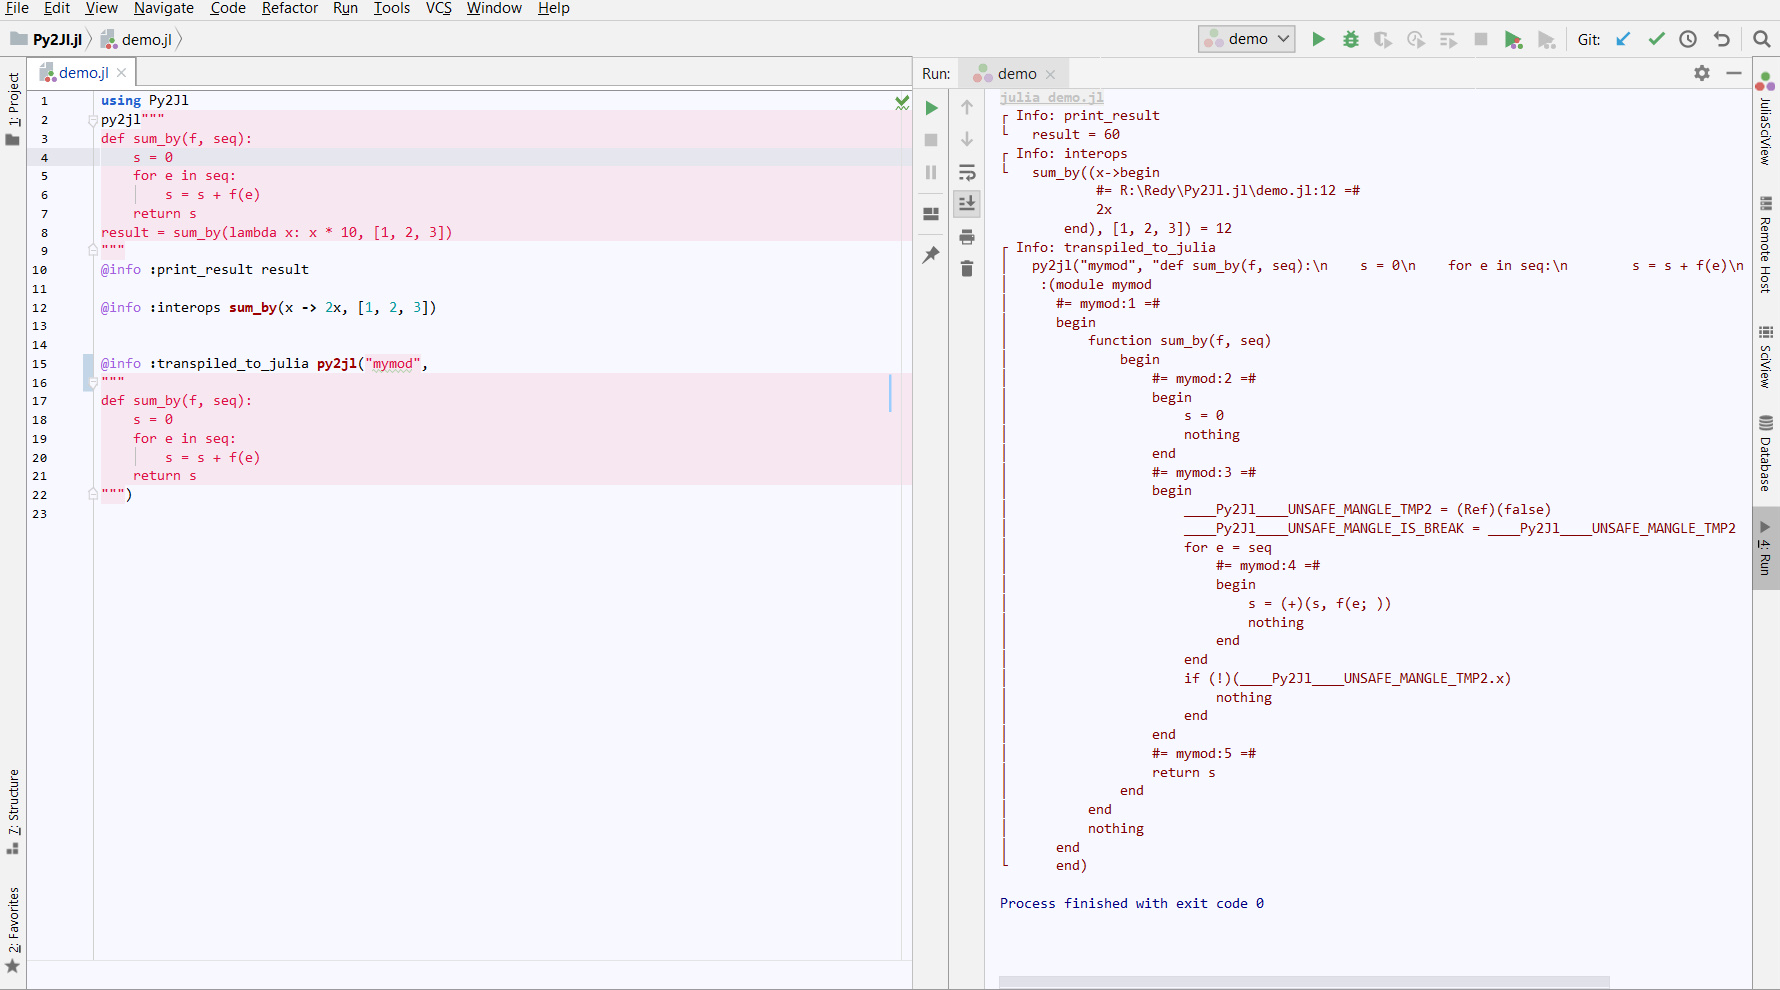 File Edit View Navigate Code Refactor Run Tools VCS Window Help
Py2Jl.jl demo.jl
demo
Git:
1: Project
7: Structure
2: Favorites
demo.jl
1 using Py2Jl
2 py2jl"""
3 def sum_by(f, seq):
4     s = 0
5     for e in seq:
6         s = s + f(e)
7     return s
8 result = sum_by(lambda x: x * 10, [1, 2, 3])
9 """
10 @info :print_result result
11
12 @info :interops sum_by(x -> 2x, [1, 2, 3])
13
14
15 @info :transpiled_to_julia py2jl("mymod",
16 """
17 def sum_by(f, seq):
18     s = 0
19     for e in seq:
20         s = s + f(e)
21     return s
22 """)
23
Run: demo
julia demo.jl
┌ Info: print_result
└   result = 60
┌ Info: interops
└   sum_by((x->begin
            #= R:\Redy\Py2Jl.jl\demo.jl:12 =#
            2x
        end), [1, 2, 3]) = 12
┌ Info: transpiled_to_julia
│   py2jl("mymod", "def sum_by(f, seq):\n    s = 0\n    for e in seq:\n        s = s + f(e)\n
│    :(module mymod
│      #= mymod:1 =#
│      begin
│          function sum_by(f, seq)
│              begin
│                  #= mymod:2 =#
│                  begin
│                      s = 0
│                      nothing
│                  end
│                  #= mymod:3 =#
│                  begin
│                      ____Py2Jl____UNSAFE_MANGLE_TMP2 = (Ref)(false)
│                      ____Py2Jl____UNSAFE_MANGLE_IS_BREAK = ____Py2Jl____UNSAFE_MANGLE_TMP2
│                      for e = seq
│                          #= mymod:4 =#
│                          begin
│                              s = (+)(s, f(e; ))
│                              nothing
│                          end
│                      end
│                      if (!)(____Py2Jl____UNSAFE_MANGLE_TMP2.x)
│                          nothing
│                      end
│                  end
│                  #= mymod:5 =#
│                  return s
│              end
│          end
│          nothing
│      end
└      end)
Process finished with exit code 0
JuliaSciView
Remote Host
SciView
Database
4: Run